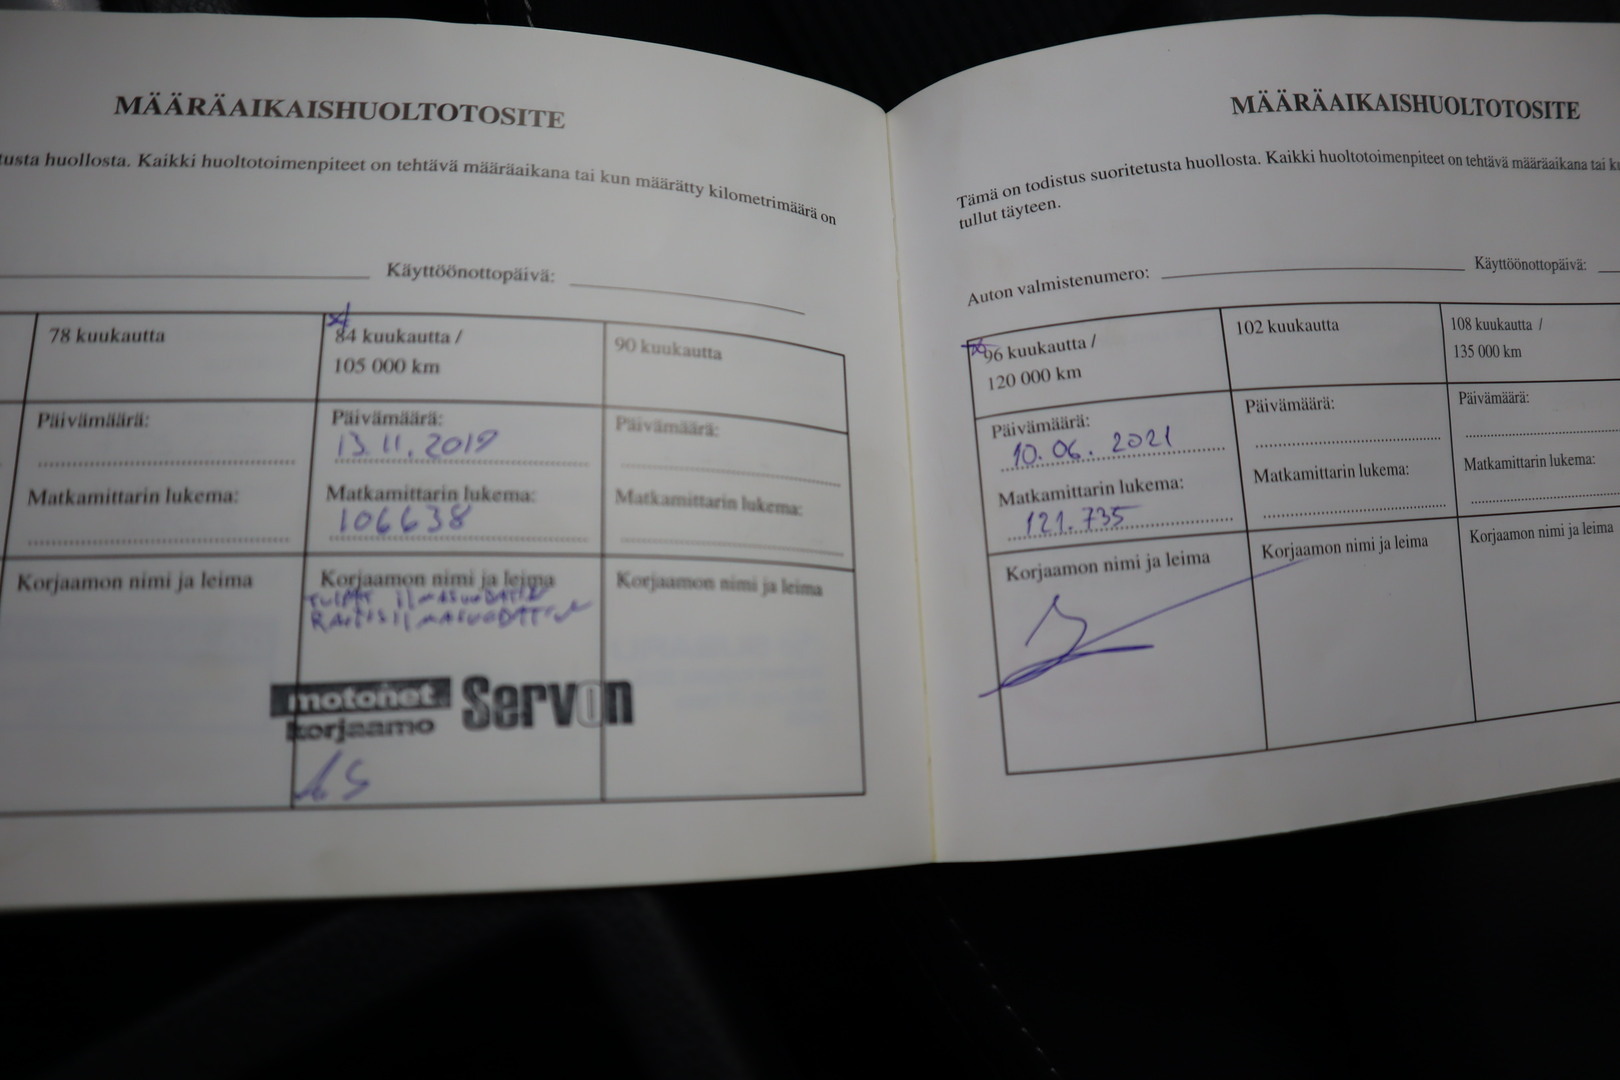 MÄÄRÄAIKAISHUOLTOTOSITE
tusta huollosta. Kaikki huoltotoimenpiteet on tehtävä määräaikana tai kun määrätty kilometrimäärä on
Käyttöönottopäivä:
78 kuukautta
Päivämäärä:
Matkamittarin lukema:
Korjaamon nimi ja leima
84 kuukautta /
105 000 km
Päivämäärä:
13.11.2019
Matkamittarin lukema:
106638
Korjaamon nimi ja leima
RAITISILMASUODATIN
motonet Servon
korjaamo
90 kuukautta
Päivämäärä:
Matkamittarin lukema:
Korjaamon nimi ja leima
MÄÄRÄAIKAISHUOLTOTOSITE
Tämä on todistus suoritetusta huollosta. Kaikki huoltotoimenpiteet on tehtävä määräaikana tai ku
tullut täyteen.
Auton valmistenumero:
Käyttöönottopäivä:
96 kuukautta /
120 000 km
Päivämäärä:
10.06.2021
Matkamittarin lukema:
121.735
Korjaamon nimi ja leima
102 kuukautta
Päivämäärä:
Matkamittarin lukema:
Korjaamon nimi ja leima
108 kuukautta /
135 000 km
Päivämäärä:
Matkamittarin lukema:
Korjaamon nimi ja leima